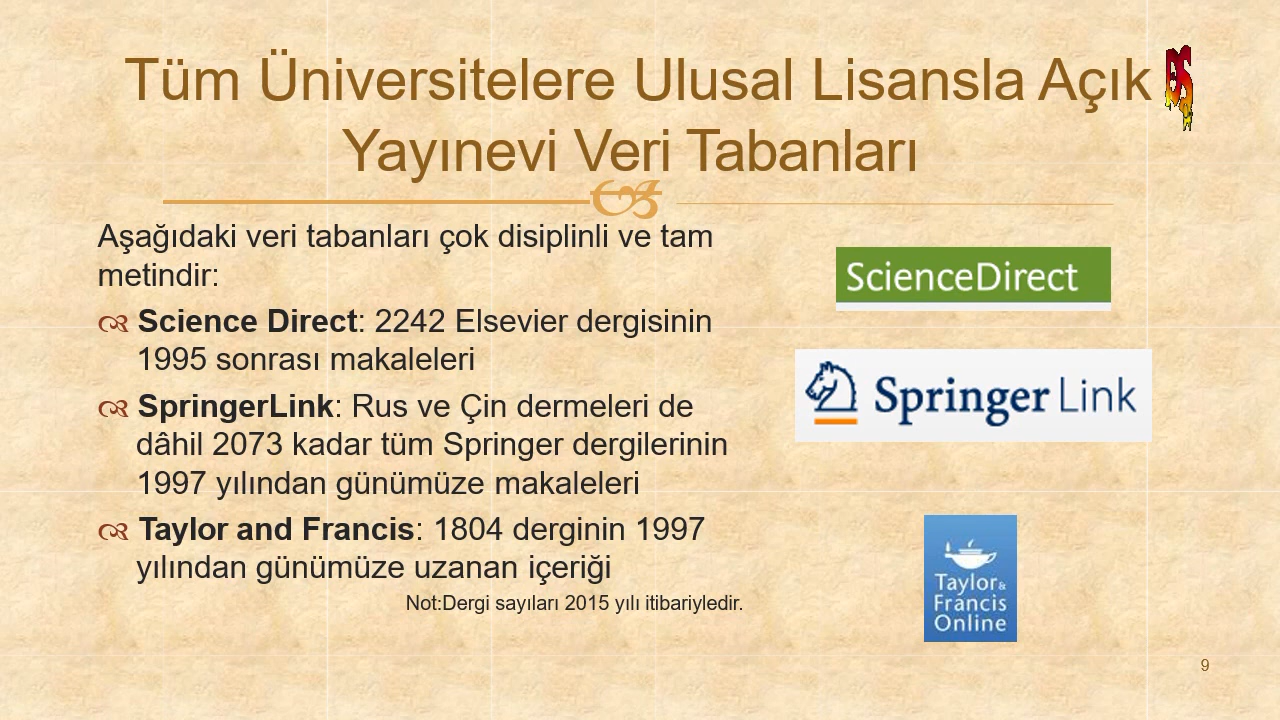 Tüm Üniversitelere Ulusal Lisansla Açık
Yayınevi Veri Tabanları
Aşağıdaki veri tabanları çok disiplinli ve tam
metindir:
Science Direct: 2242 Elsevier dergisinin
1995 sonrası makaleleri
SpringerLink: Rus ve Çin dermeleri de
dâhil 2073 kadar tüm Springer dergilerinin
1997 yılından günümüze makaleleri
Taylor and Francis: 1804 derginin 1997
yılından günümüze uzanan içeriği
Not:Dergi sayıları 2015 yılı itibariyledir.
ScienceDirect
Springer Link
Taylor&
Francis
Online
9